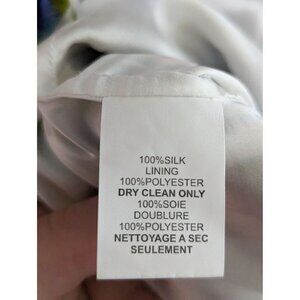 100%SILK
LINING
100%POLYESTER
DRY CLEAN ONLY
100%SOIE
DOUBLURE
100%POLYESTER
NETTOYAGE A SEC
SEULEMENT